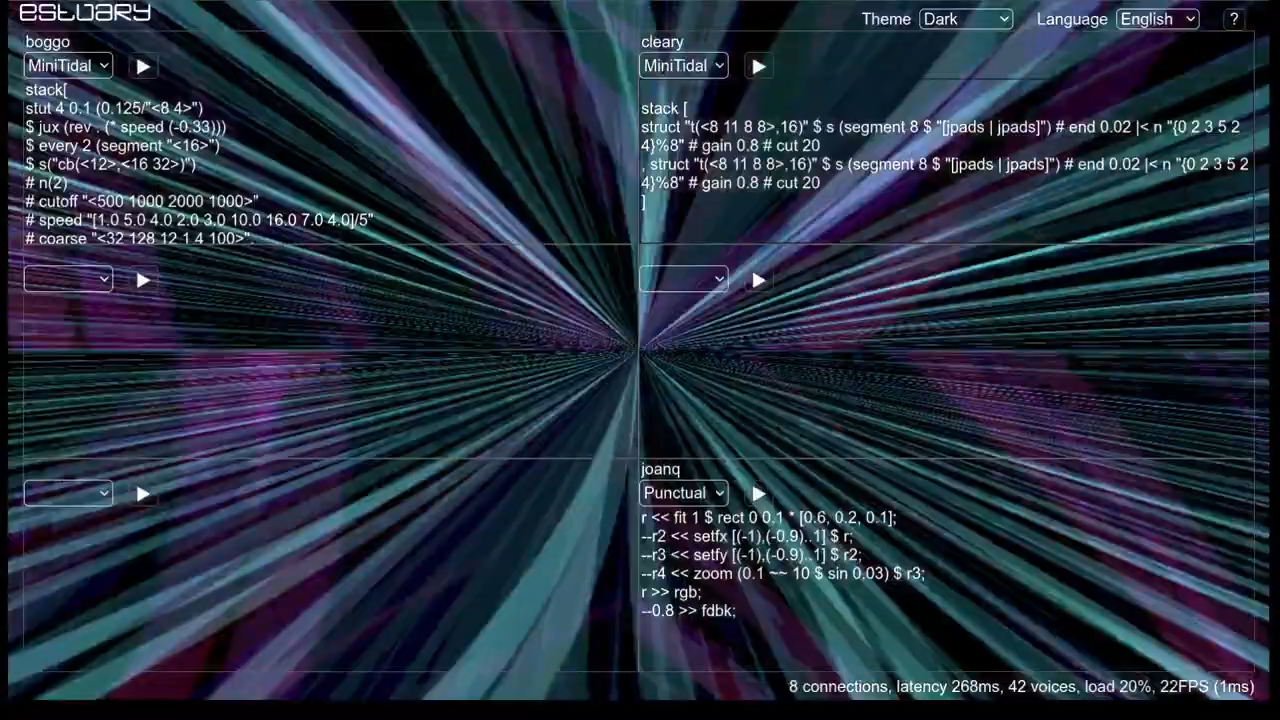 estuary
Theme Dark Language English ?
boggo
MiniTidal
stack[
stut 4 0.1 (0.125/"<8 4>")
$ jux (rev . (* speed (-0.33)))
$ every 2 (segment "<16>")
$ s("cb(<12>,<16 32>)")
# n(2)
# cutoff "<500 1000 2000 1000>"
# speed "[1.0 5.0 4.0 2.0 3.0 10.0 16.0 7.0 4.0]/5"
# coarse "<32 128 12 1 4 100>".
cleary
MiniTidal
stack [
struct "t(<8 11 8 8>,16)" $ s (segment 8 $ "[jpads | jpads]") # end 0.02 |< n "{0 2 3 5 2
4}%8" # gain 0.8 # cut 20
, struct "t(<8 11 8 8>,16)" $ s (segment 8 $ "[jpads | jpads]") # end 0.02 |< n "{0 2 3 5 2
4}%8" # gain 0.8 # cut 20
]
joanq
Punctual
r << fit 1 $ rect 0 0.1 * [0.6, 0.2, 0.1];
--r2 << setfx [(-1),(-0.9)..1] $ r;
--r3 << setfy [(-1),(-0.9)..1] $ r2;
--r4 << zoom (0.1 ~~ 10 $ sin 0.03) $ r3;
r >> rgb;
--0.8 >> fdbk;
8 connections, latency 268ms, 42 voices, load 20%, 22FPS (1ms)